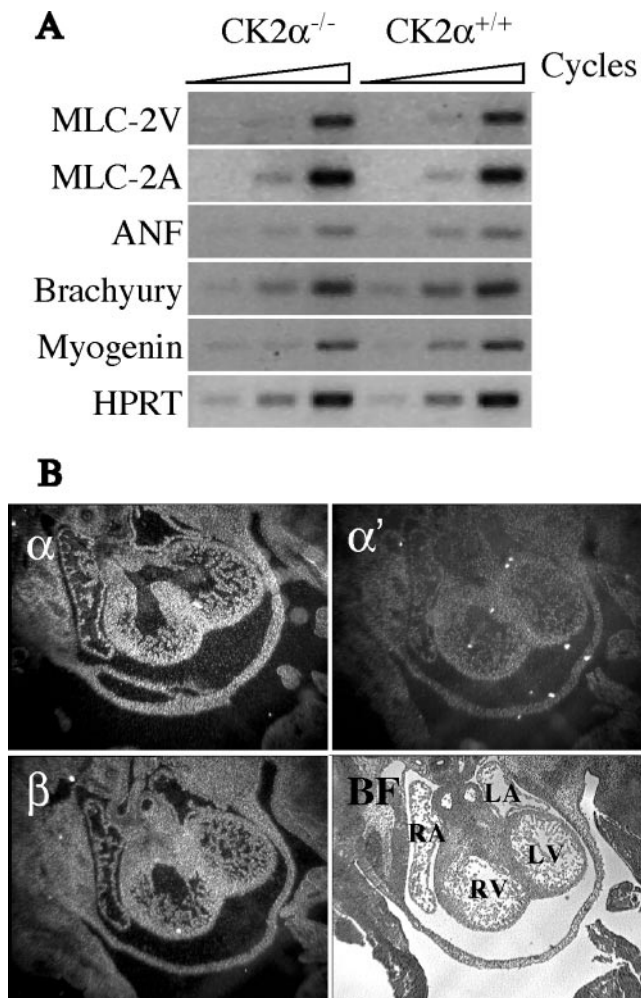 A
CK2α⁻/⁻ CK2α⁺/⁺
Cycles
MLC-2V
MLC-2A
ANF
Brachyury
Myogenin
HPRT
B
α α’
β BF
LA
RA
LV
RV